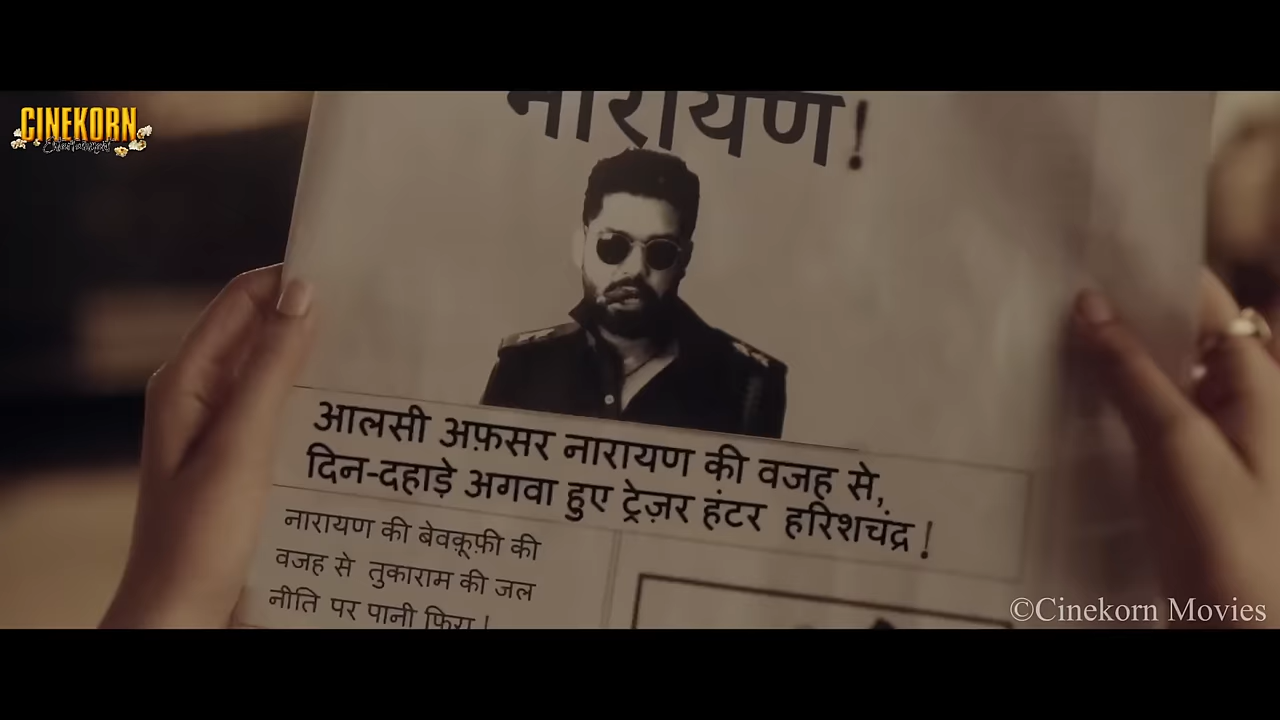 CINEKORN
Entertainment
नारायण!
आलसी अफ़सर नारायण की वजह से,
दिन-दहाड़े अगवा हुए ट्रेज़र हंटर हरिशचंद्र !
नारायण की बेवक़ूफ़ी की
वजह से तुकाराम की जल
नीति पर पानी फिरा !
©Cinekorn Movies